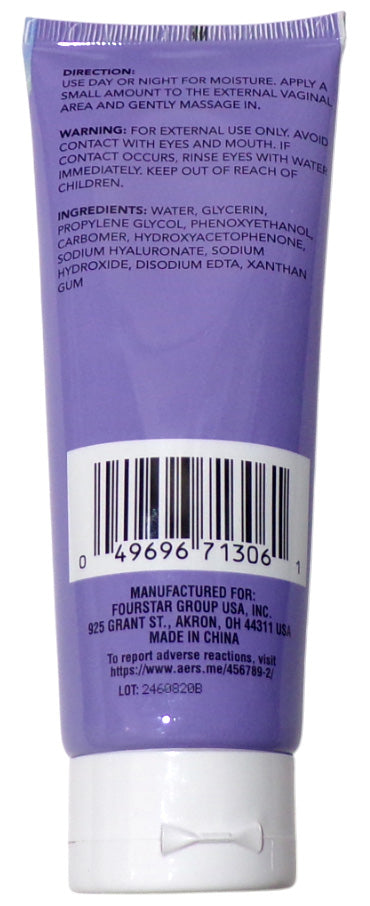 DIRECTION:
USE DAY OR NIGHT FOR MOISTURE. APPLY A
SMALL AMOUNT TO THE EXTERNAL VAGINAL
AREA AND GENTLY MASSAGE IN.
WARNING: FOR EXTERNAL USE ONLY. AVOID
CONTACT WITH EYES AND MOUTH. IF
CONTACT OCCURS, RINSE EYES WITH WATER
IMMEDIATELY. KEEP OUT OF REACH OF
CHILDREN.
INGREDIENTS: WATER, GLYCERIN,
PROPYLENE GLYCOL, PHENOXYETHANOL,
CARBOMER, HYDROXYACETOPHENONE,
SODIUM HYALURONATE, SODIUM
HYDROXIDE, DISODIUM EDTA, XANTHAN
GUM
0 49696 71306 1
MANUFACTURED FOR:
FOURSTAR GROUP USA, INC.
925 GRANT ST., AKRON, OH 44311 USA
MADE IN CHINA
To report adverse reactions, visit
https://www.aers.me/456789-2/
LOT: 2460820B